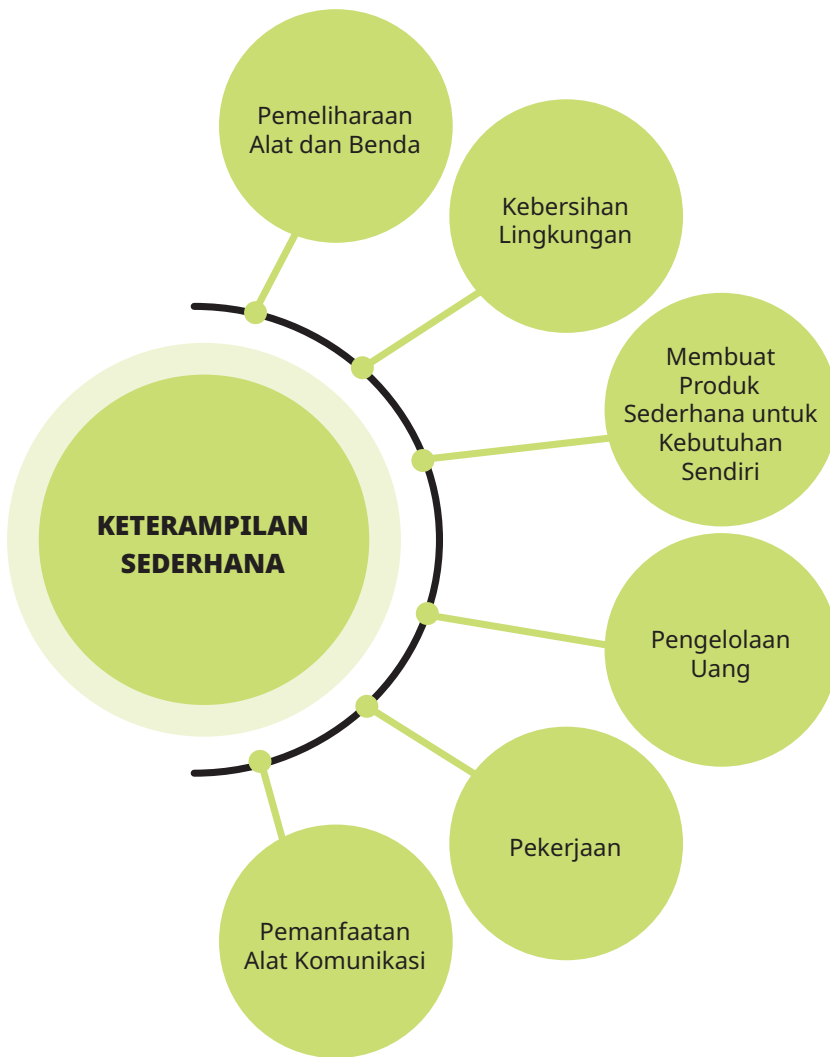 Pemeliharaan
Alat dan Benda
Kebersihan
Lingkungan
Membuat
Produk
Sederhana untuk
Kebutuhan
Sendiri
KETERAMPILAN
SEDERHANA
Pengelolaan
Uang
Pekerjaan
Pemanfaatan
Alat Komunikasi